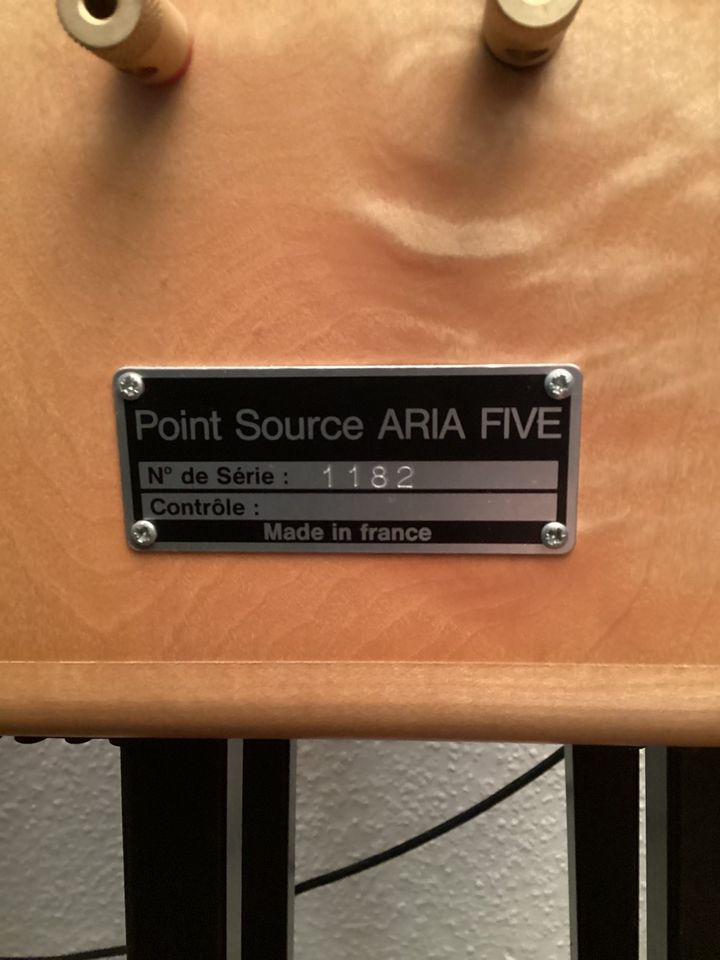 Point Source ARIA FIVE
N° de Série : 1182
Contrôle :
Made in france